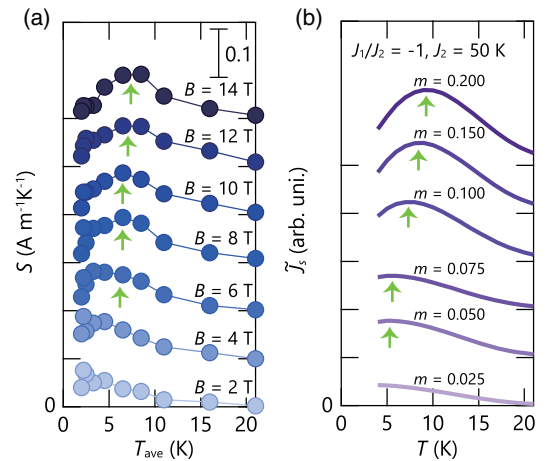 (a)
0.1
B = 14 T
B = 12 T
B = 10 T
B = 8 T
B = 6 T
B = 4 T
B = 2 T
S (A m⁻¹K⁻¹)
0
0 5 10 15 20
T_ave (K)
(b)
J₁/J₂ = -1, J₂ = 50 K
m = 0.200
m = 0.150
m = 0.100
m = 0.075
m = 0.050
m = 0.025
J̃ₛ (arb. uni.)
0
0 5 10 15 20
T (K)